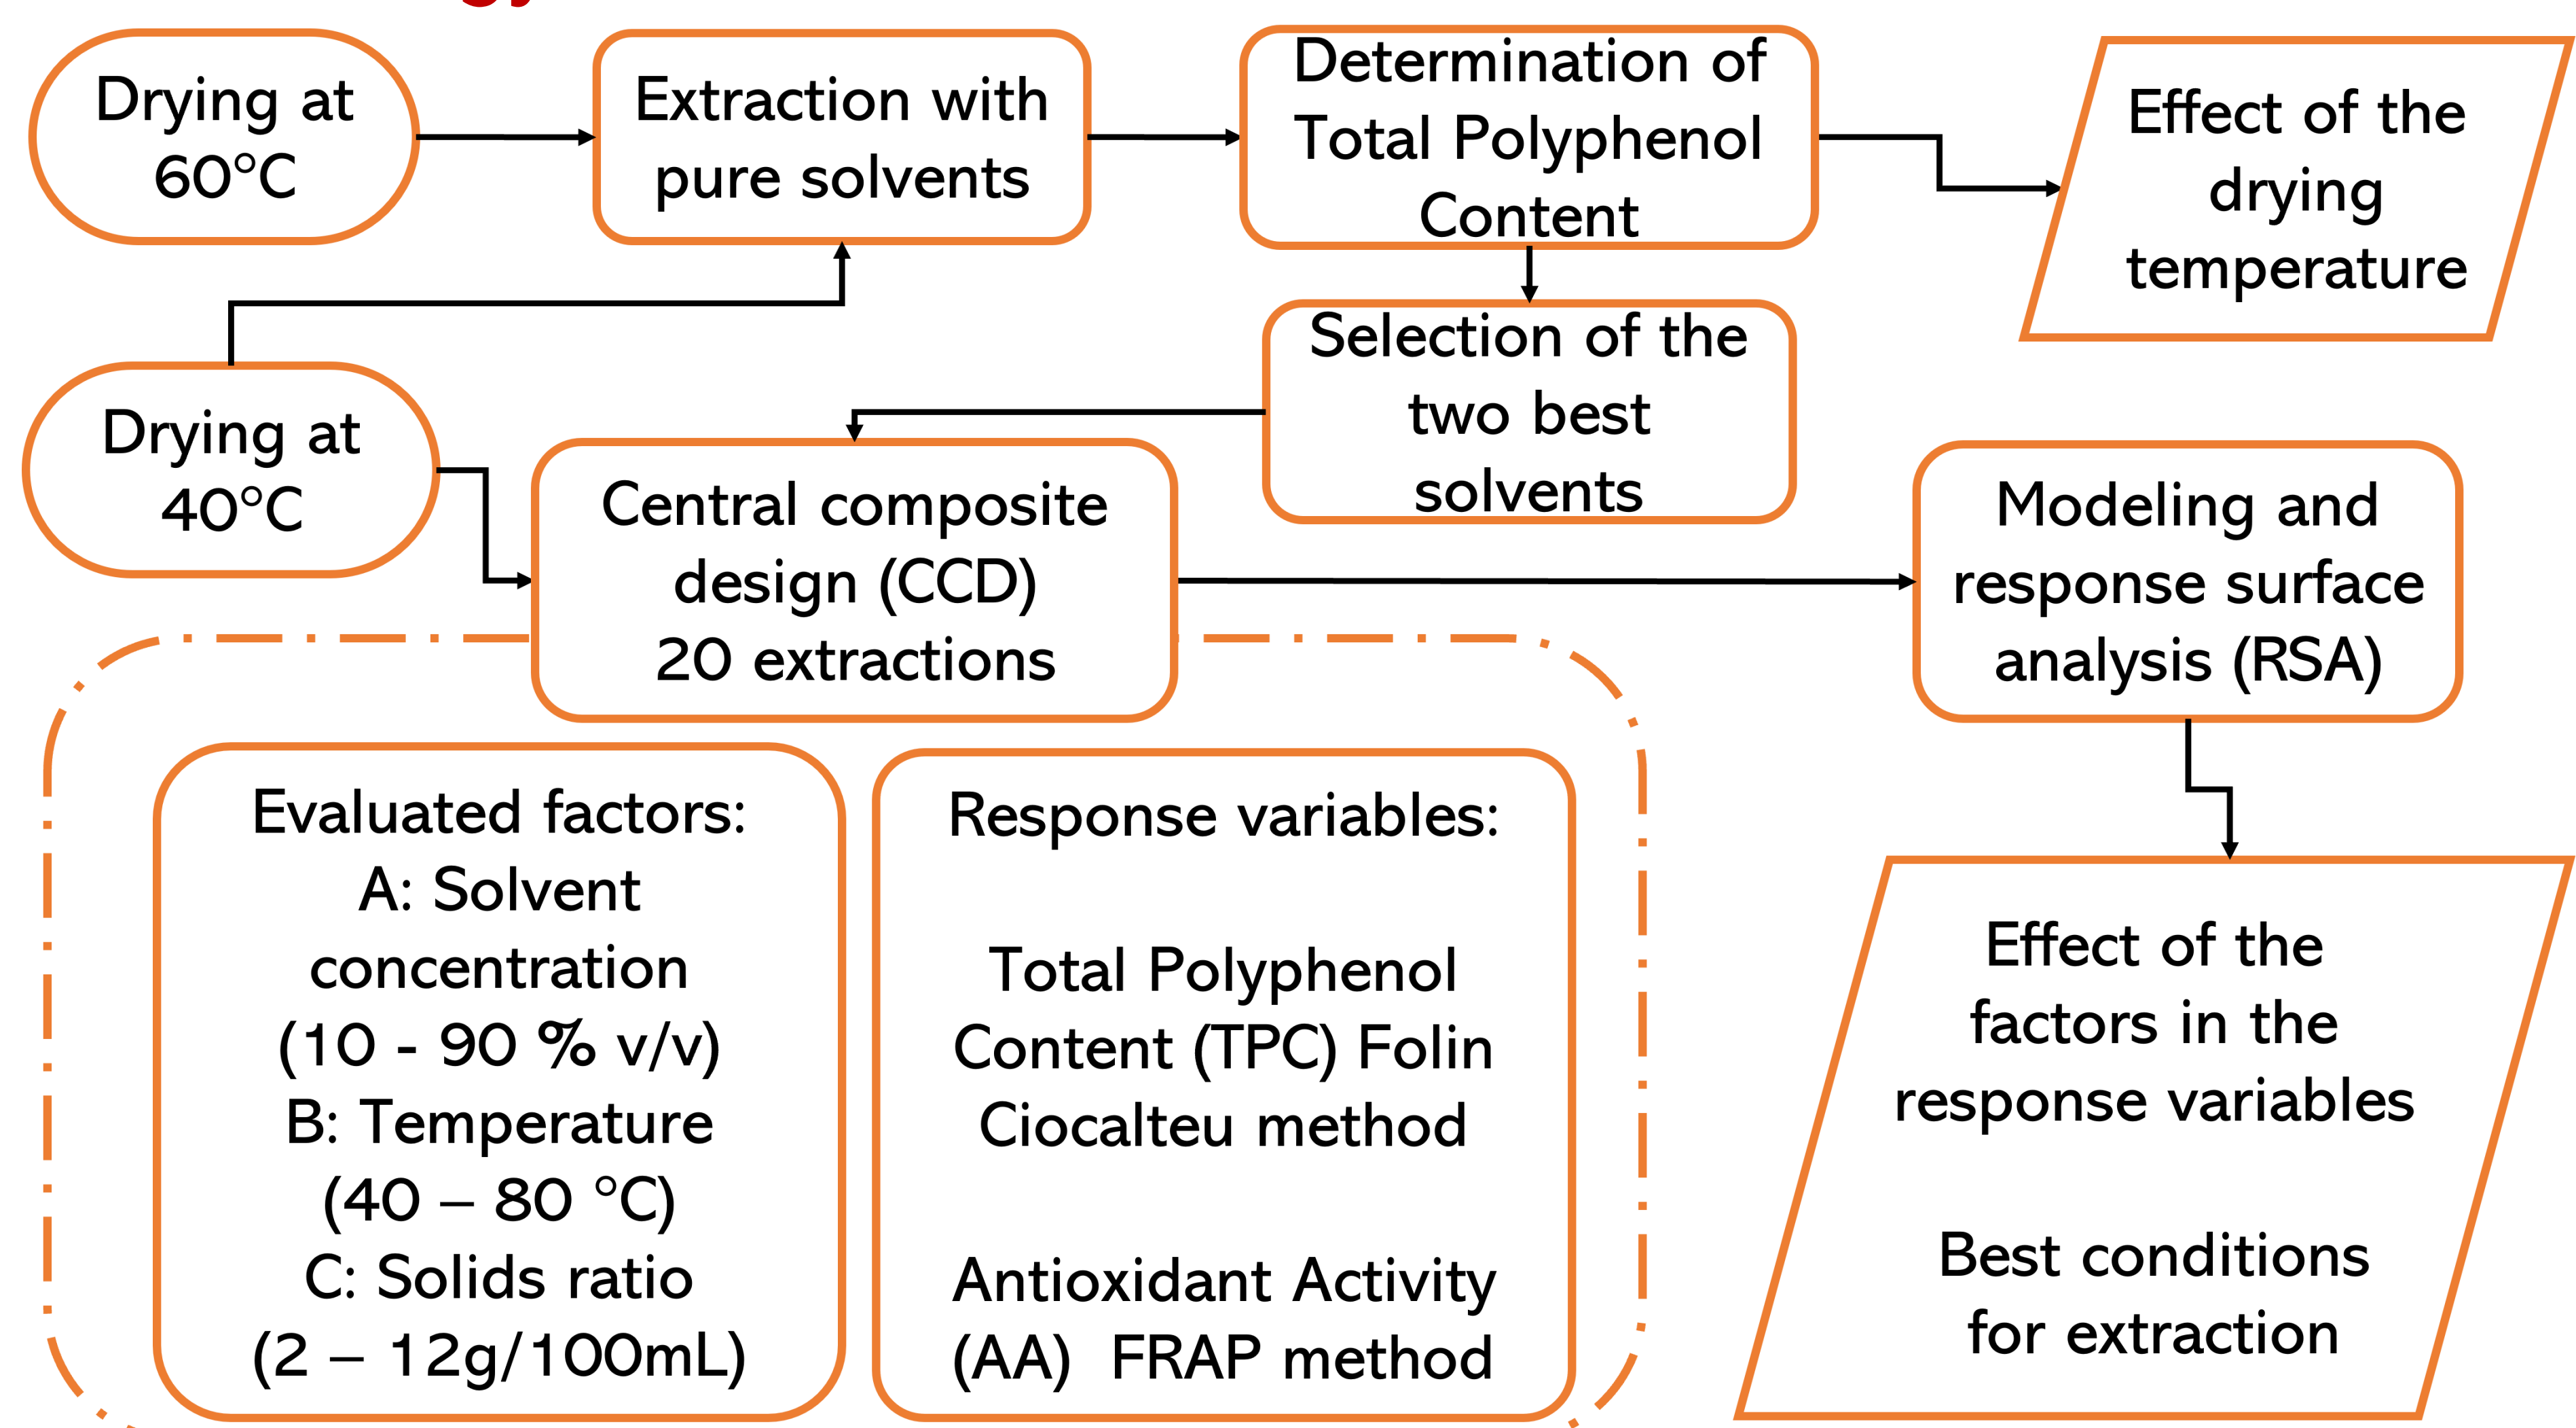 Drying at
60°C
Extraction with
pure solvents
Determination of
Total Polyphenol
Content
Effect of the
drying
temperature
Selection of the
two best
solvents
Drying at
40°C
Central composite
design (CCD)
20 extractions
Modeling and
response surface
analysis (RSA)
Evaluated factors:
A: Solvent
concentration
(10 - 90 % v/v)
B: Temperature
(40 – 80 °C)
C: Solids ratio
(2 – 12g/100mL)
Response variables:
Total Polyphenol
Content (TPC) Folin
Ciocalteu method
Antioxidant Activity
(AA)  FRAP method
Effect of the
factors in the
response variables
Best conditions
for extraction